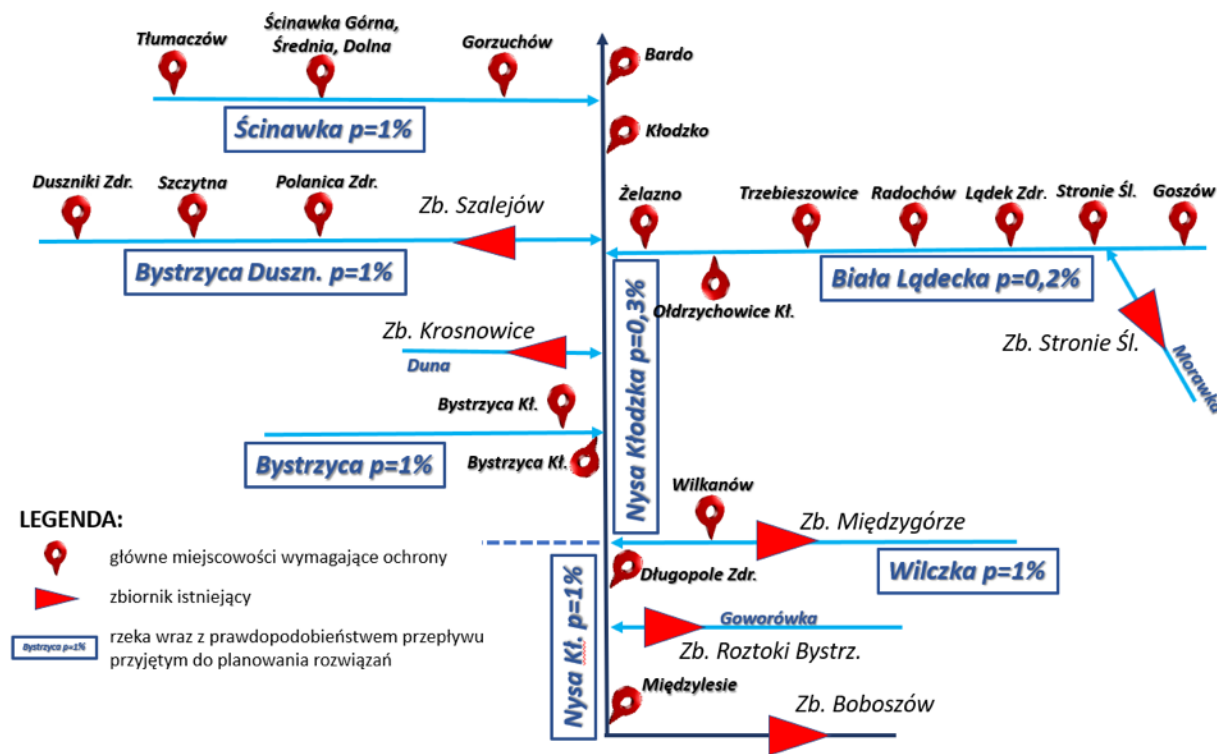 Tłumaczów
Ścinawka Górna,
Średnia, Dolna
Gorzuchów
Bardo
Ścinawka p=1%
Kłodzko
Duszniki Zdr.
Szczytna
Polanica Zdr.
Zb. Szalejów
Żelazno
Trzebieszowice
Radochów
Lądek Zdr.
Stronie Śl.
Goszów
Bystrzyca Duszn. p=1%
Biała Lądecka p=0,2%
Ołdrzychowice Kł.
Zb. Krosnowice
Duna
Nysa Kłodzka p=0,3%
Zb. Stronie Śl.
Morawka
Bystrzyca Kł.
Bystrzyca p=1%
Bystrzyca Kł.
Wilkanów
Zb. Międzygórze
Wilczka p=1%
Długopole Zdr.
Nysa Kł. p=1%
Goworówka
Zb. Roztoki Bystrz.
Międzylesie
Zb. Boboszów
LEGENDA:
główne miejscowości wymagające ochrony
zbiornik istniejący
Bystrzyca p=1%
rzeka wraz z prawdopodobieństwem przepływu
przyjętym do planowania rozwiązań